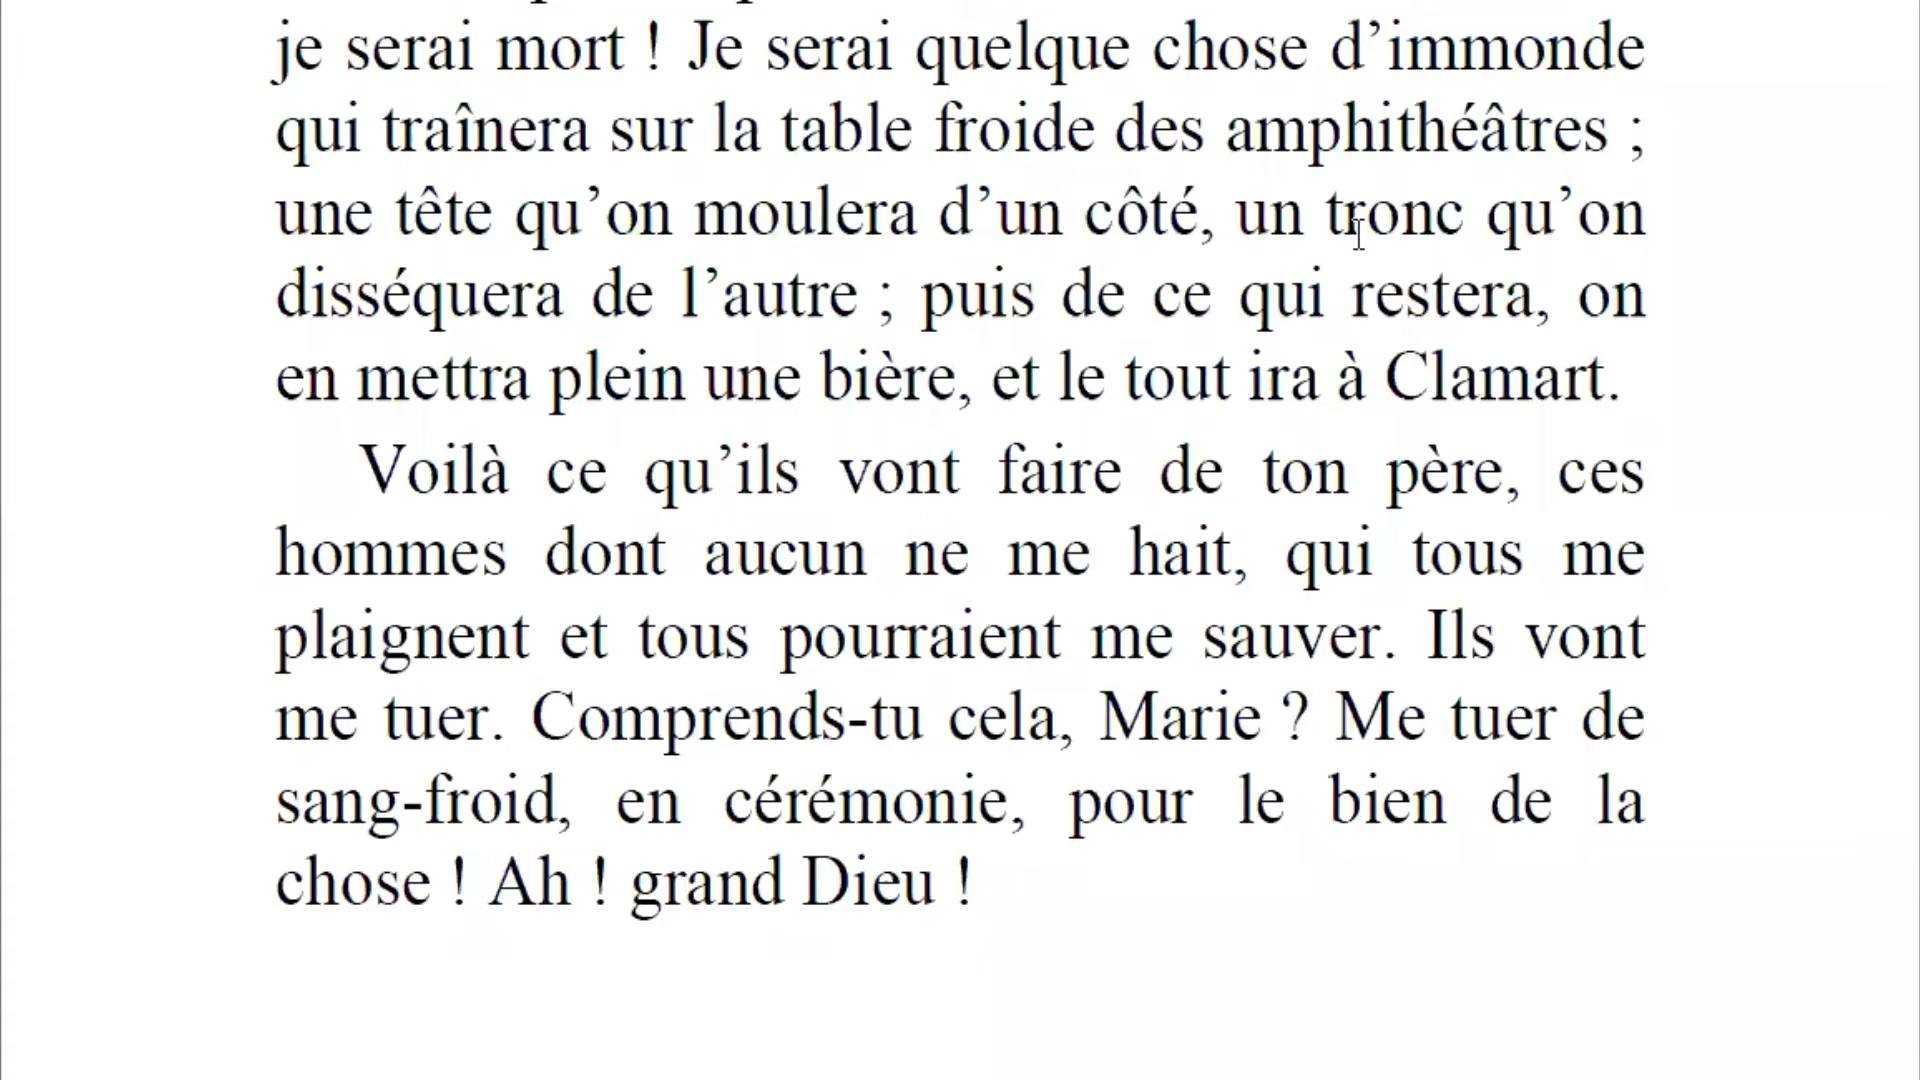 je serai mort ! Je serai quelque chose d’immonde
qui traînera sur la table froide des amphithéâtres ;
une tête qu’on moulera d’un côté, un tronc qu’on
disséquera de l’autre ; puis de ce qui restera, on
en mettra plein une bière, et le tout ira à Clamart.
Voilà ce qu’ils vont faire de ton père, ces
hommes dont aucun ne me hait, qui tous me
plaignent et tous pourraient me sauver. Ils vont
me tuer. Comprends-tu cela, Marie ? Me tuer de
sang-froid, en cérémonie, pour le bien de la
chose ! Ah ! grand Dieu !